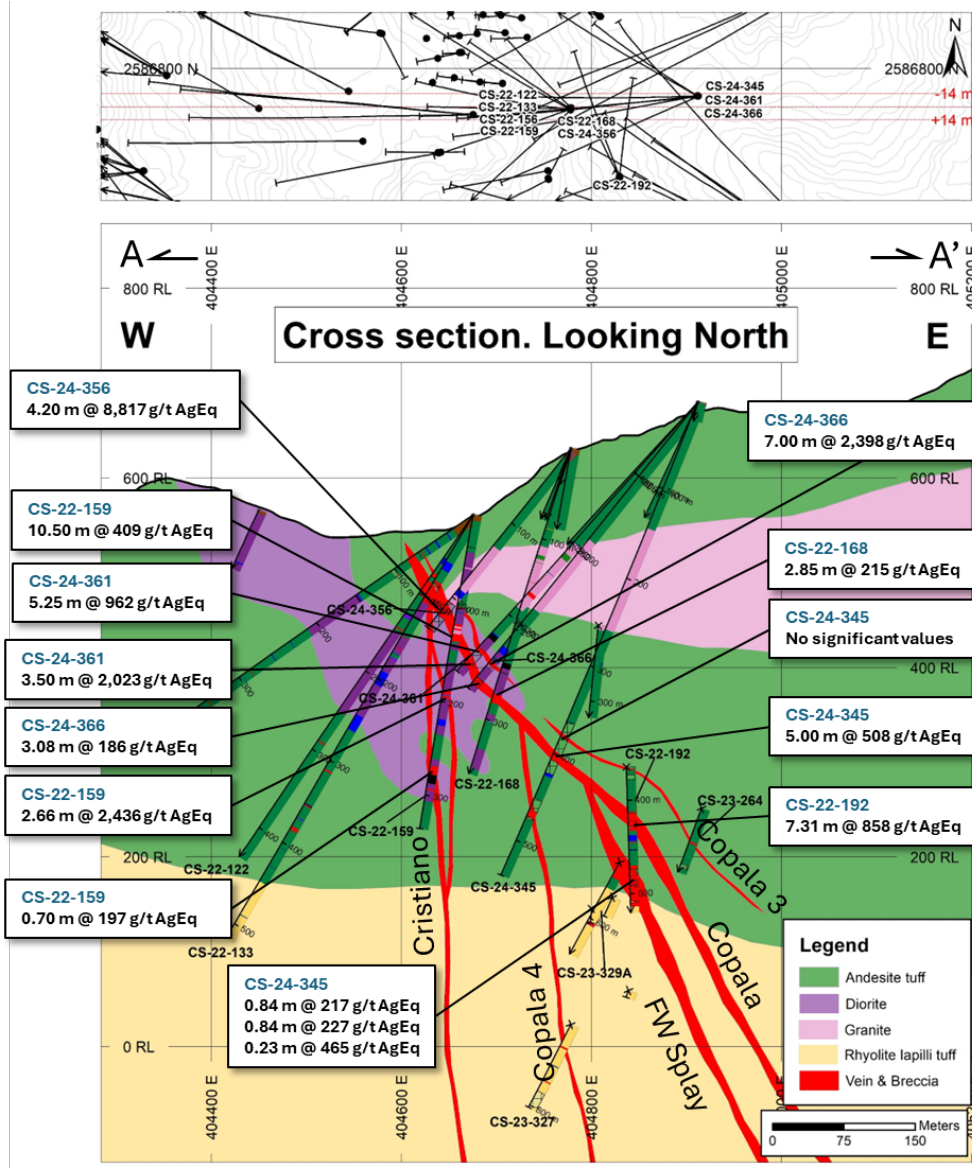 N
2586800 N
2586800 N
CS-22-122
CS-22-133
CS-22-156
CS-22-159
CS-22-168
CS-24-356
CS-24-345
CS-24-361
CS-24-366
-14 m
+14 m
CS-22-192
A
A'
404400 E
404600 E
404800 E
405000 E
800 RL
800 RL
W
E
Cross section. Looking North
CS-24-356
4.20 m @ 8,817 g/t AgEq
CS-24-366
7.00 m @ 2,398 g/t AgEq
600 RL
CS-22-159
10.50 m @ 409 g/t AgEq
CS-22-168
2.85 m @ 215 g/t AgEq
CS-24-361
5.25 m @ 962 g/t AgEq
CS-24-345
No significant values
CS-24-361
3.50 m @ 2,023 g/t AgEq
400 RL
CS-24-345
5.00 m @ 508 g/t AgEq
CS-24-366
3.08 m @ 186 g/t AgEq
CS-22-159
2.66 m @ 2,436 g/t AgEq
CS-22-192
7.31 m @ 858 g/t AgEq
200 RL
CS-22-159
0.70 m @ 197 g/t AgEq
CS-24-345
0.84 m @ 217 g/t AgEq
0.84 m @ 227 g/t AgEq
0.23 m @ 465 g/t AgEq
CS-24-356
CS-24-366
CS-24-361
CS-22-168
CS-22-159
CS-22-122
CS-22-133
CS-24-345
CS-22-192
CS-23-264
CS-23-329A
CS-23-327
Cristiano
Copala 4
FW Splay
Copala
Copala 3
0 RL
404400 E
404600 E
404800 E
Legend
Andesite tuff
Diorite
Granite
Rhyolite lapilli tuff
Vein & Breccia
Meters
0 75 150